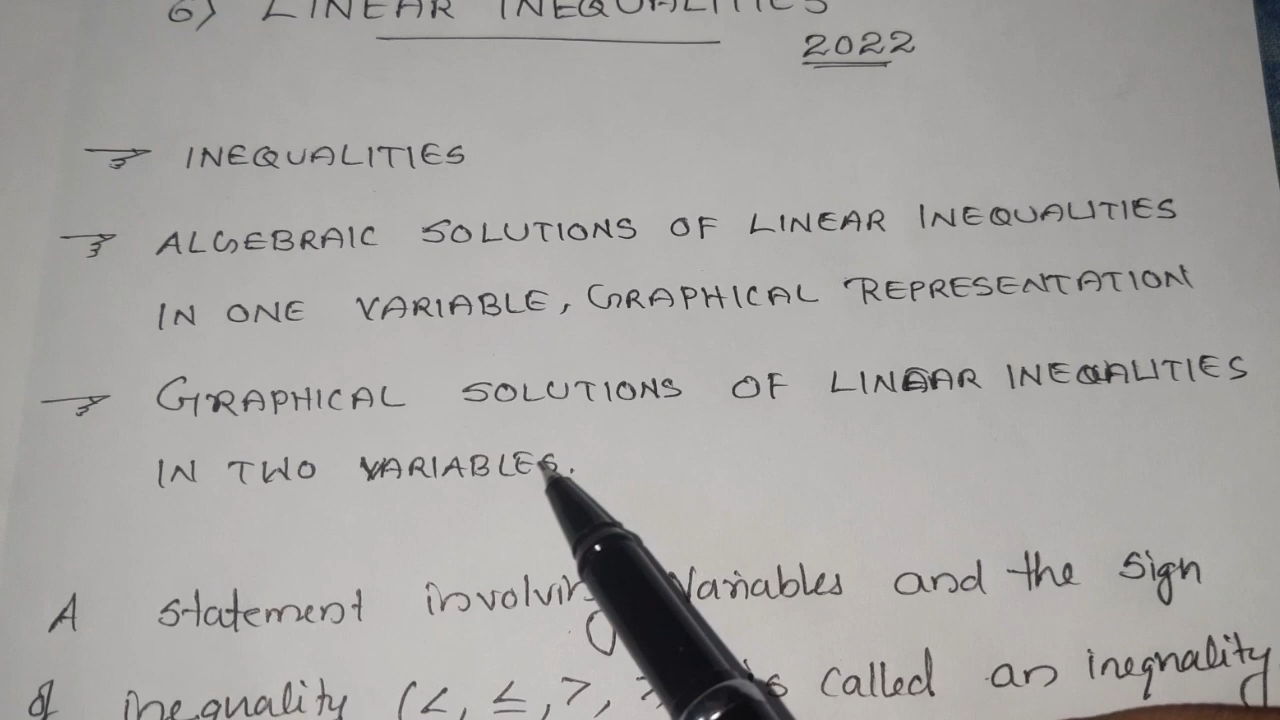 6) LINEAR INEQUALITIES
2022
→ INEQUALITIES
→ ALGEBRAIC SOLUTIONS OF LINEAR INEQUALITIES
IN ONE VARIABLE, GRAPHICAL REPRESENTATION
→ GRAPHICAL SOLUTIONS OF LINEAR INEQUALITIES
IN TWO VARIABLES.
A statement involving variables and the sign
of inequality (<, ≤, >, called an inequality